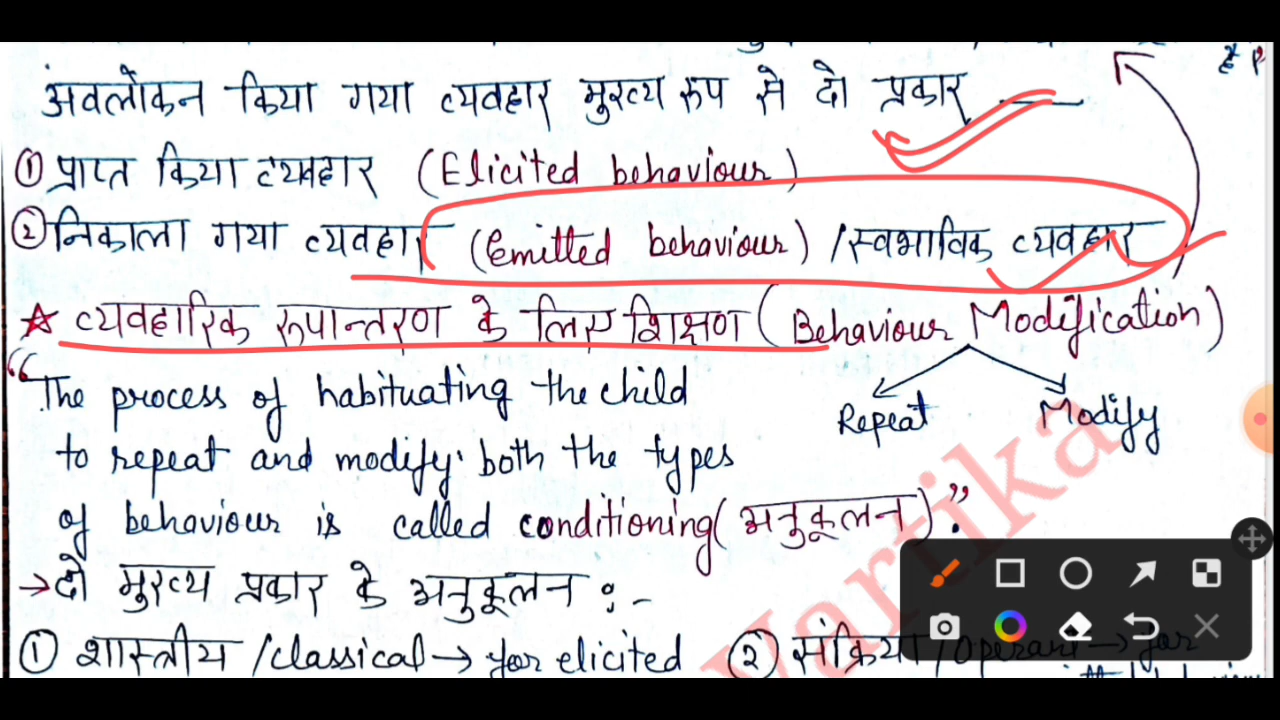 अवलोकन किया गया व्यवहार मुख्य रूप से दो प्रकार —
① प्राप्त किया व्यवहार (Elicited behaviour)
② निकाला गया व्यवहार (Emitted behaviour) / स्वभाविक व्यवहार
☆ व्यवहारिक रूपान्तरण के लिए शिक्षण (Behaviour Modification)
Repeat Modify
“The process of habituating the child
to repeat and modify both the types
of behaviour is called conditioning (अनुकूलन)”.
→ दो मुख्य प्रकार के अनुकूलन :-
① शास्त्रीय / classical → for elicited ② संक्रिया / Operant → for
Vartika